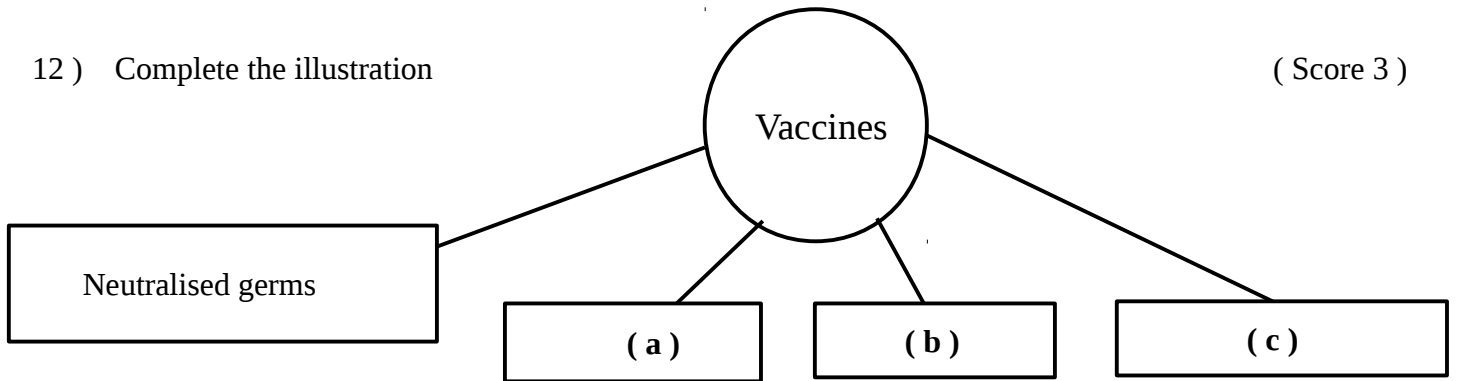 12 ) Complete the illustration ( Score 3 )
Vaccines
Neutralised germs
( a )
( b )
( c )